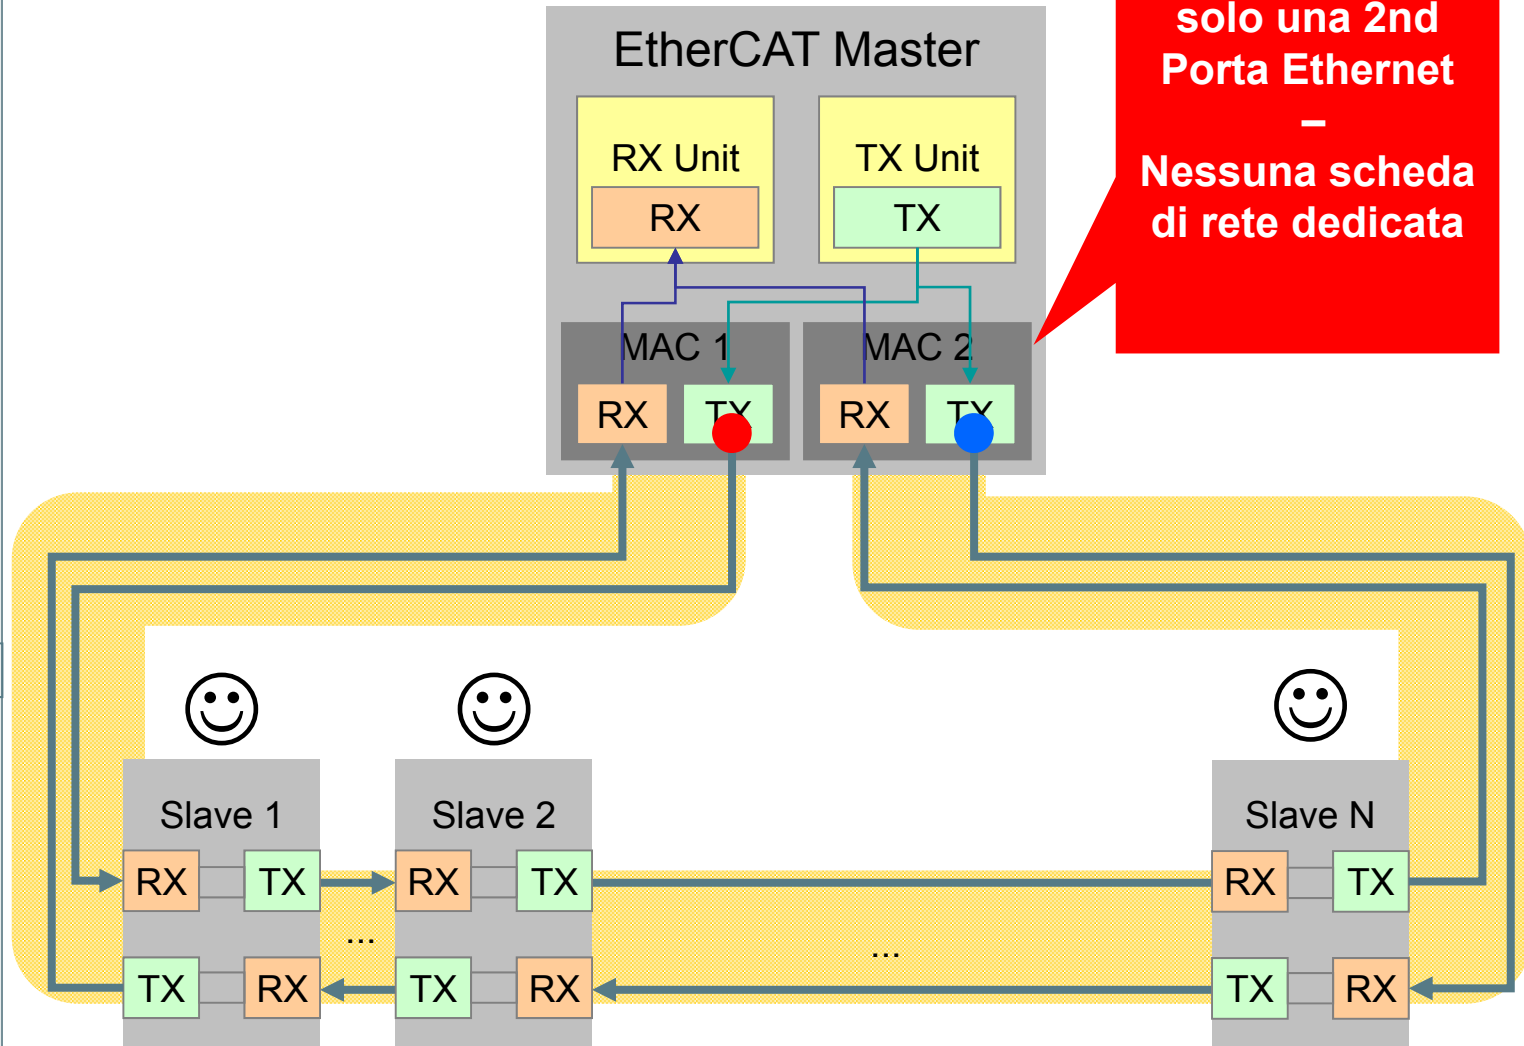 solo una 2nd
Porta Ethernet
–
Nessuna scheda
di rete dedicata
EtherCAT Master
RX Unit
TX Unit
RX
TX
MAC 1
MAC 2
RX
TX
RX
TX
Slave 1
Slave 2
Slave N
RX
TX
RX
TX
RX
TX
...
...
TX
RX
TX
RX
TX
RX